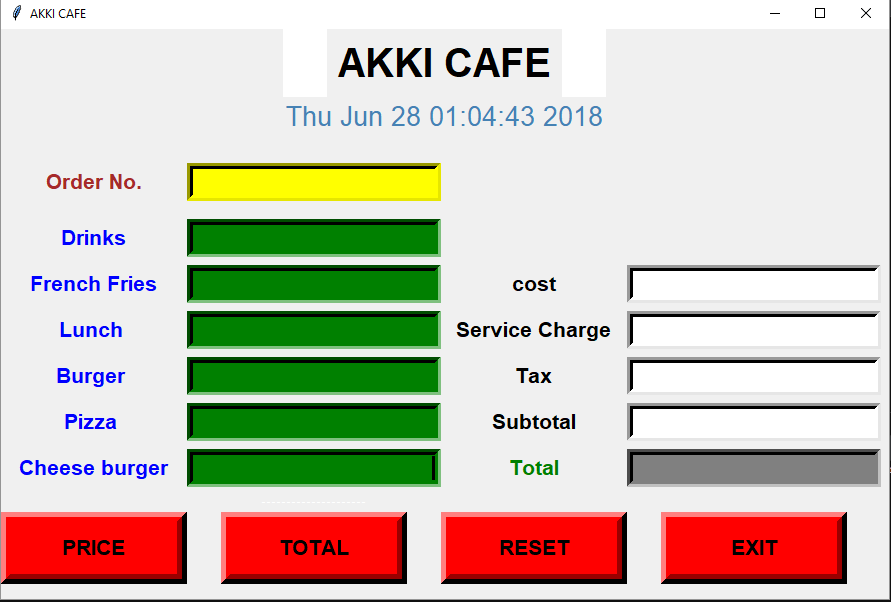 AKKI CAFE
AKKI CAFE
Thu Jun 28 01:04:43 2018
Order No.
Drinks
French Fries
cost
Lunch
Service Charge
Burger
Tax
Pizza
Subtotal
Cheese burger
Total
PRICE
TOTAL
RESET
EXIT